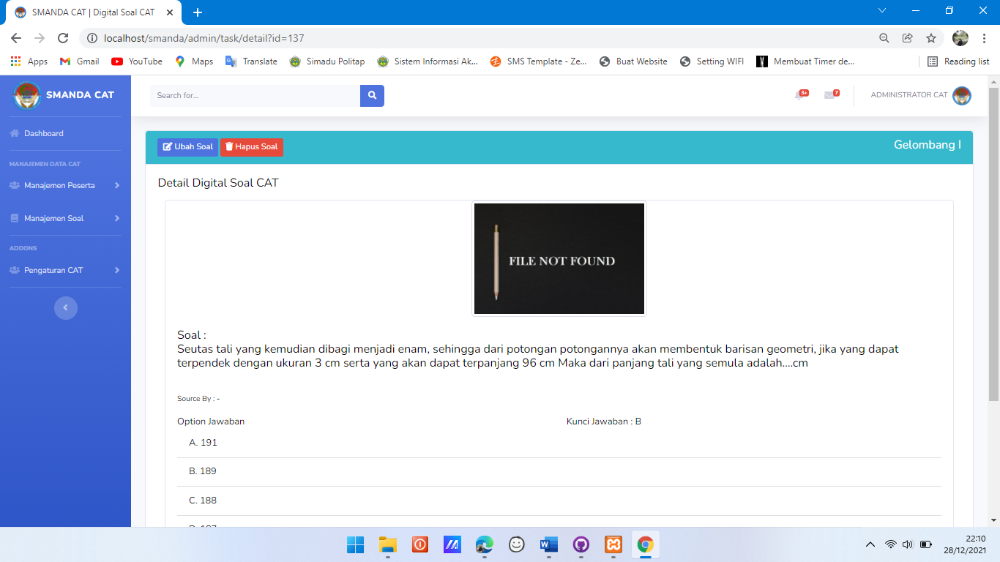 SMANDA CAT | Digital Soal CAT
localhost/smanda/admin/task/detail?id=137
Apps Gmail YouTube Maps Translate Simadu Politap Sistem Informasi Ak... SMS Template - Ze... Buat Website Setting WIFI Membuat Timer de... Reading list
SMANDA CAT
Search for...
3+
7
ADMINISTRATOR CAT
Dashboard
MANAJEMEN DATA CAT
Manajemen Peserta
Manajemen Soal
ADDONS
Pengaturan CAT
Ubah Soal Hapus Soal Gelombang I
Detail Digital Soal CAT
FILE NOT FOUND
Soal :
Seutas tali yang kemudian dibagi menjadi enam, sehingga dari potongan potongannya akan membentuk barisan geometri, jika yang dapat
terpendek dengan ukuran 3 cm serta yang akan dapat terpanjang 96 cm Maka dari panjang tali yang semula adalah....cm
Source By : -
Option Jawaban Kunci Jawaban : B
A. 191
B. 189
C. 188
22:10
28/12/2021